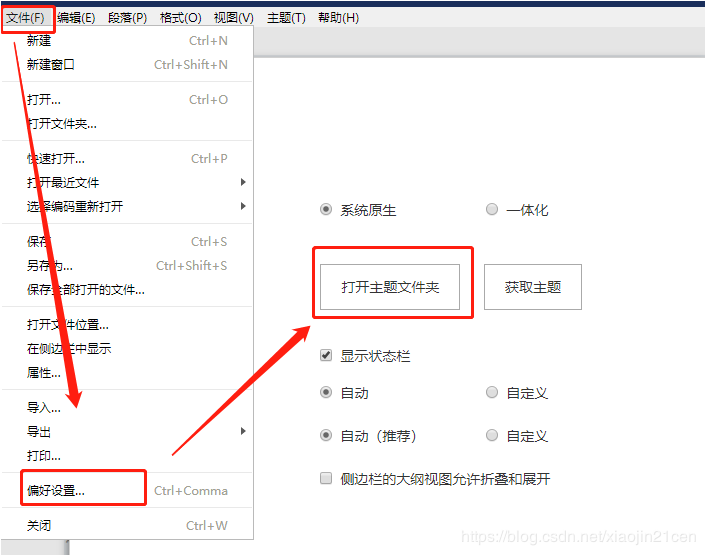 文件(F) 编辑(E) 段落(P) 格式(O) 视图(V) 主题(T) 帮助(H)
新建 Ctrl+N
新建窗口 Ctrl+Shift+N
打开... Ctrl+O
打开文件夹...
快速打开... Ctrl+P
打开最近文件
选择编码重新打开
保存 Ctrl+S
另存为... Ctrl+Shift+S
保存全部打开的文件...
打开文件位置...
在侧边栏中显示
属性...
导入...
导出
打印...
偏好设置... Ctrl+Comma
关闭 Ctrl+W
系统原生 一体化
打开主题文件夹 获取主题
显示状态栏
自动 自定义
自动（推荐） 自定义
侧边栏的大纲视图允许折叠和展开
https://blog.csdn.net/xiaojin21cen